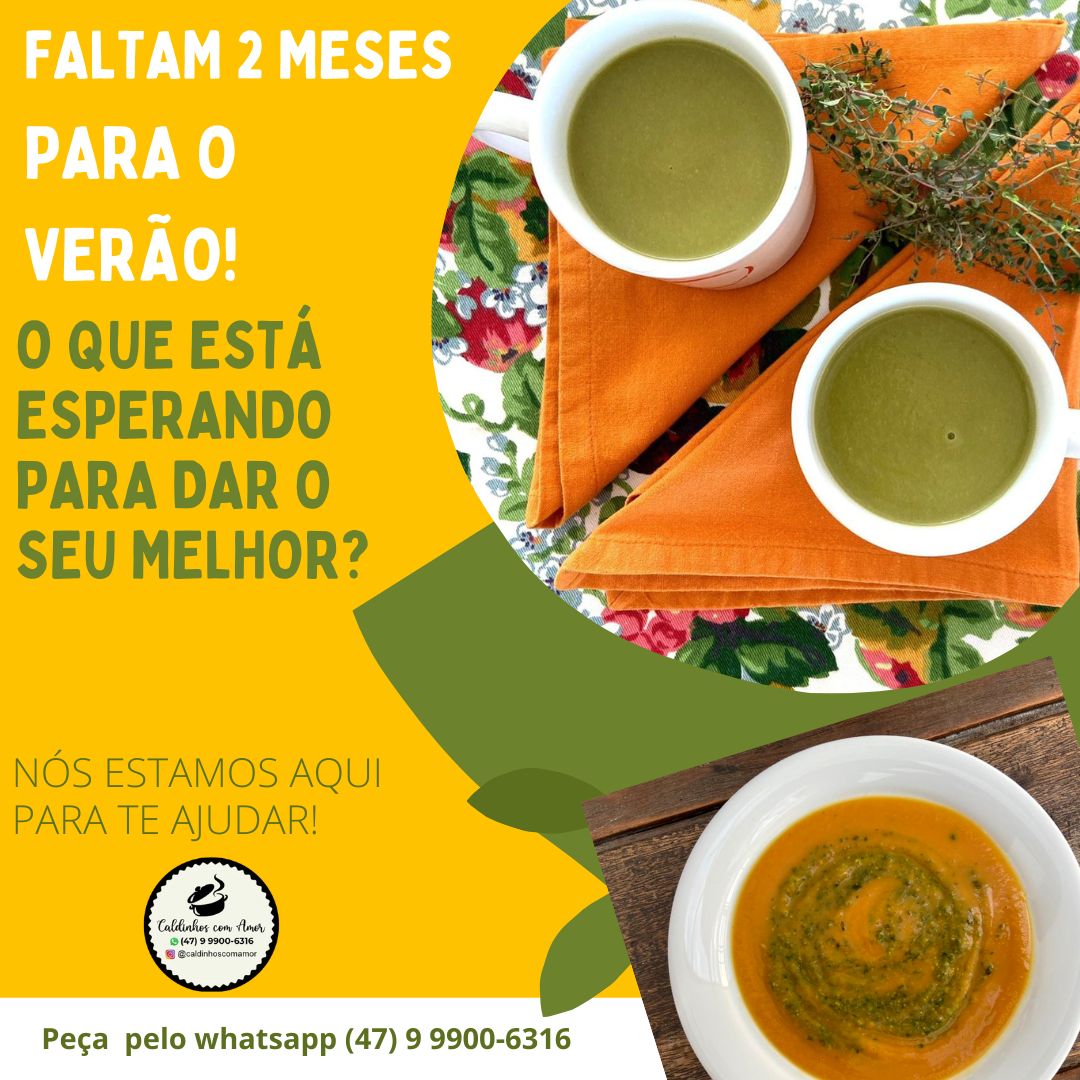 FALTAM 2 MESES
PARA O
VERÃO!
O QUE ESTÁ
ESPERANDO
PARA DAR O
SEU MELHOR?
NÓS ESTAMOS AQUI
PARA TE AJUDAR!
Caldinhos com Amor
(47) 9 9900-6316
@caldinhoscomamor
Peça pelo whatsapp (47) 9 9900-6316